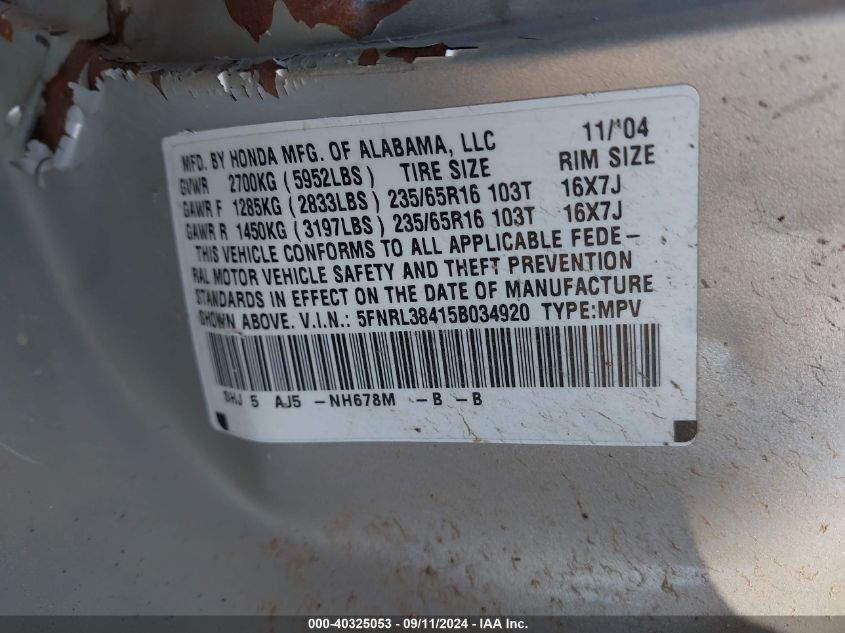 MFD. BY HONDA MFG. OF ALABAMA, LLC 11/'04
GVWR 2700KG (5952LBS) TIRE SIZE RIM SIZE
GAWR F 1285KG (2833LBS) 235/65R16 103T 16X7J
GAWR R 1450KG (3197LBS) 235/65R16 103T 16X7J
THIS VEHICLE CONFORMS TO ALL APPLICABLE FEDE-
RAL MOTOR VEHICLE SAFETY AND THEFT PREVENTION
STANDARDS IN EFFECT ON THE DATE OF MANUFACTURE
SHOWN ABOVE. V.I.N.: 5FNRL38415B034920 TYPE:MPV
SHJ 5 AJ5 -NH678M -B -B
000-40325053 - 09/11/2024 - IAA Inc.